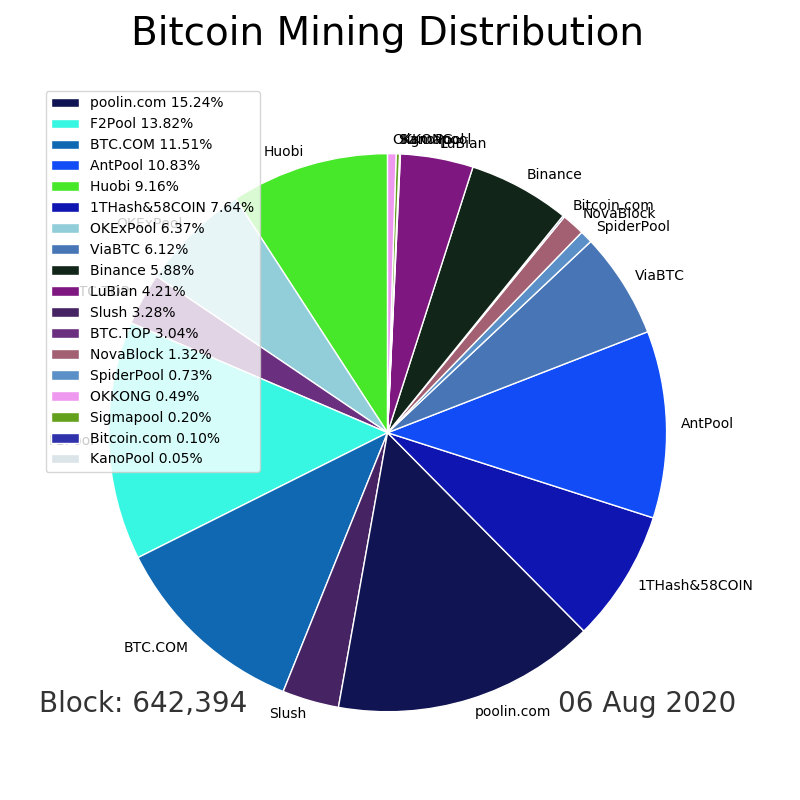 Bitcoin Mining Distribution
poolin.com 15.24%
F2Pool 13.82%
BTC.COM 11.51%
AntPool 10.83%
Huobi 9.16%
1THash&58COIN 7.64%
OKExPool 6.37%
ViaBTC 6.12%
Binance 5.88%
LuBian 4.21%
Slush 3.28%
BTC.TOP 3.04%
NovaBlock 1.32%
SpiderPool 0.73%
OKKONG 0.49%
Sigmapool 0.20%
Bitcoin.com 0.10%
KanoPool 0.05%
Huobi
LuBian
Binance
Bitcoin.com
NovaBlock
SpiderPool
OKExPool
ViaBTC
AntPool
1THash&58COIN
BTC.COM
Slush
poolin.com
Block: 642,394
06 Aug 2020